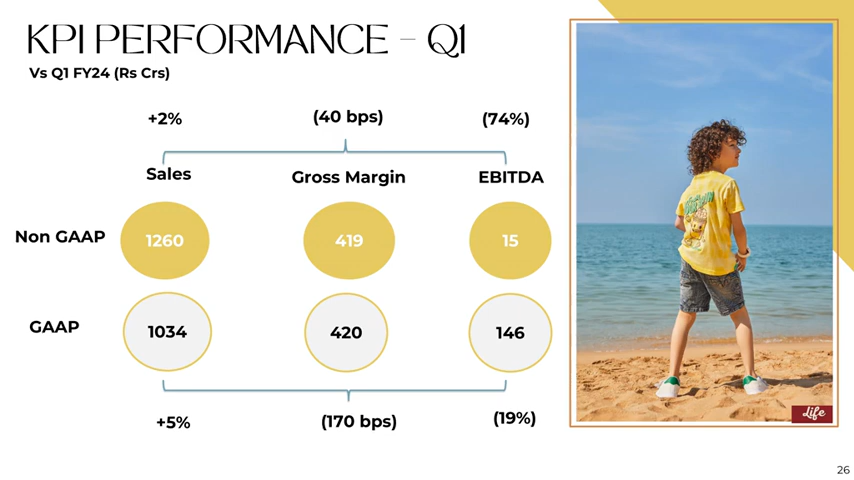 KPI PERFORMANCE – Q1
Vs Q1 FY24 (Rs Crs)
+2% (40 bps) (74%)
Sales Gross Margin EBITDA
Non GAAP 1260 419 15
GAAP 1034 420 146
+5% (170 bps) (19%)
Life
26